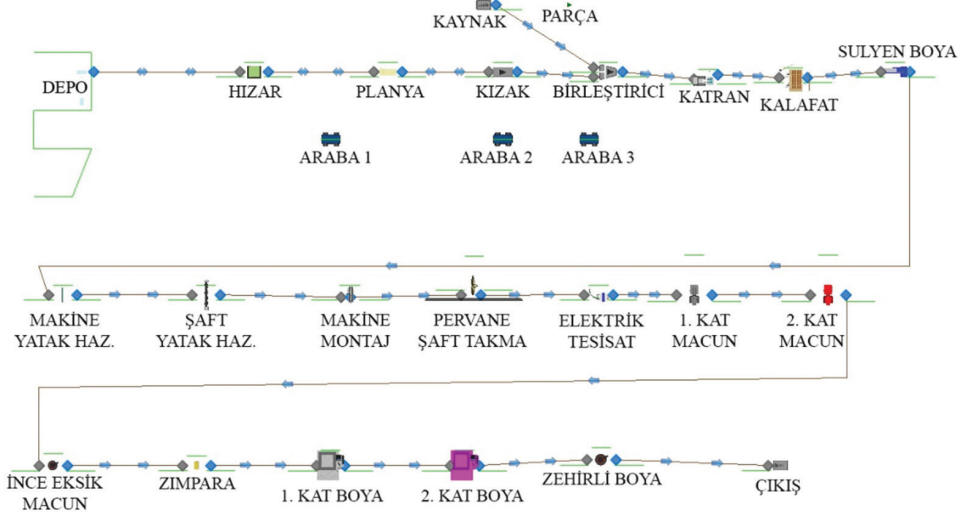 KAYNAK
PARÇA
DEPO
HIZAR
PLANYA
KIZAK
BİRLEŞTİRİCİ
KATRAN
KALAFAT
SULYEN BOYA
ARABA 1
ARABA 2
ARABA 3
MAKİNE
YATAK HAZ.
ŞAFT
YATAK HAZ.
MAKİNE
MONTAJ
PERVANE
ŞAFT TAKMA
ELEKTRİK
TESİSAT
1. KAT
MACUN
2. KAT
MACUN
İNCE EKSİK
MACUN
ZIMPARA
1. KAT BOYA
2. KAT BOYA
ZEHİRLİ BOYA
ÇIKIŞ